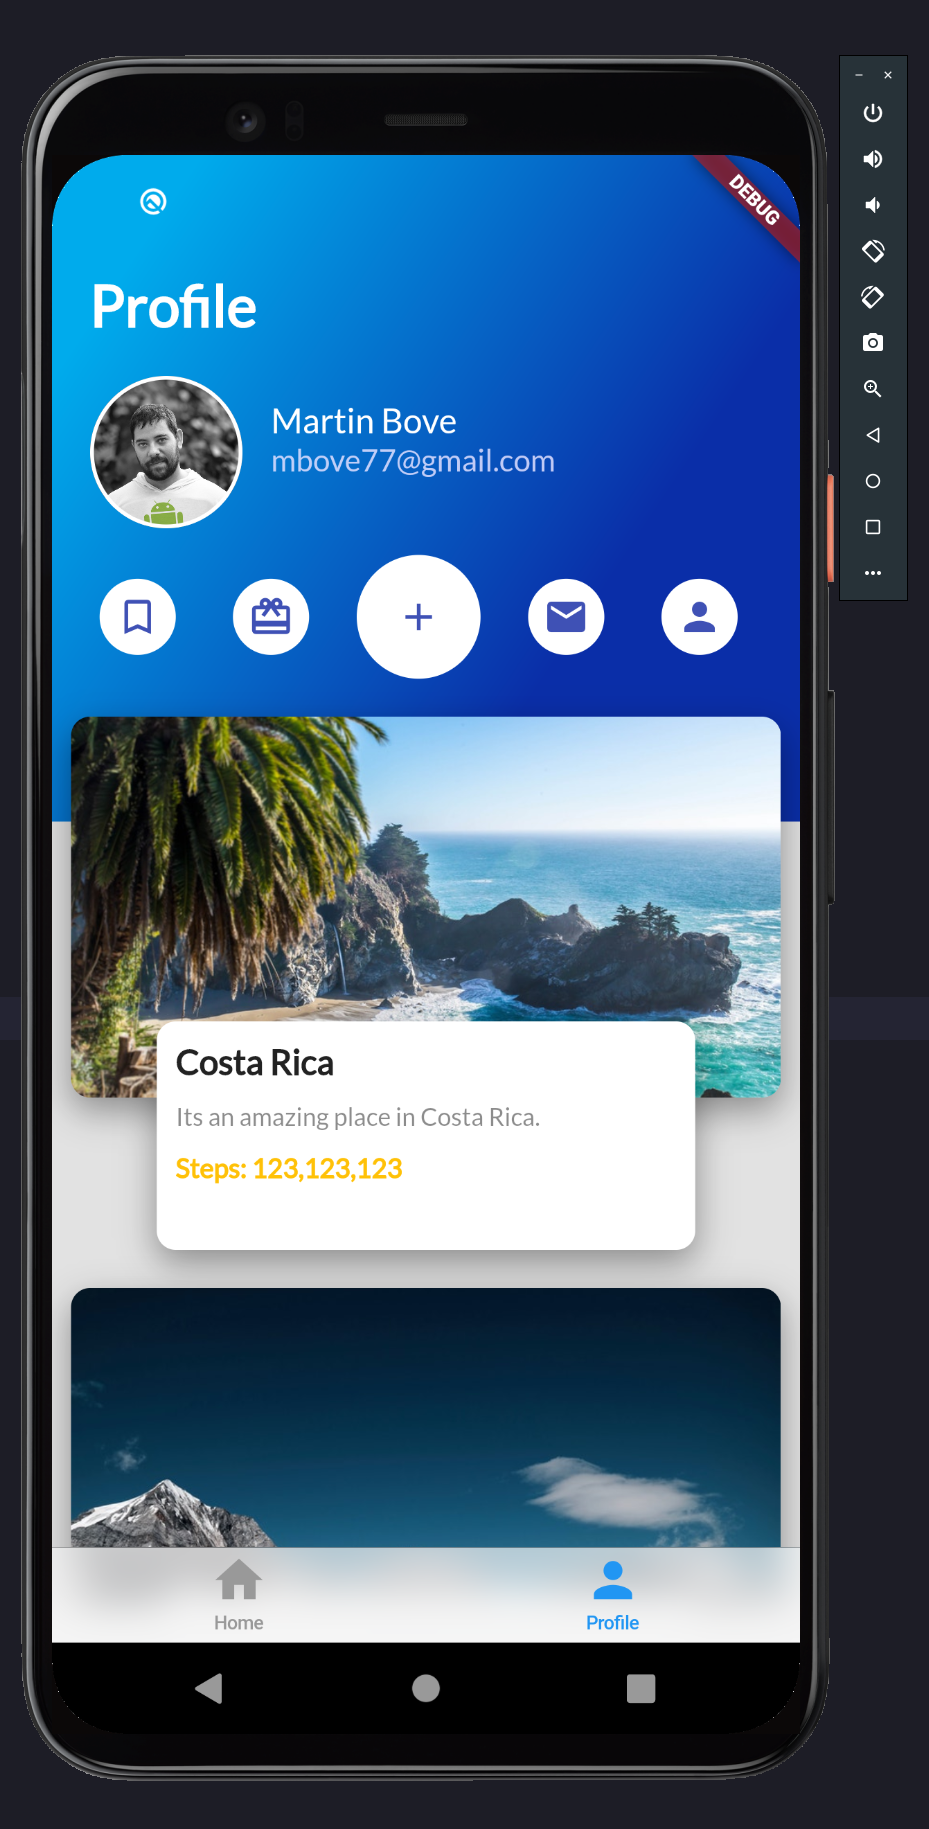 DEBUG
Profile
Martin Bove
mbove77@gmail.com
Costa Rica
Its an amazing place in Costa Rica.
Steps: 123,123,123
Home
Profile